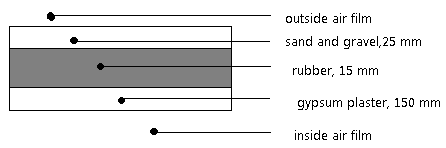 outside air film
sand and gravel,25 mm
rubber, 15 mm
gypsum plaster, 150 mm
inside air film